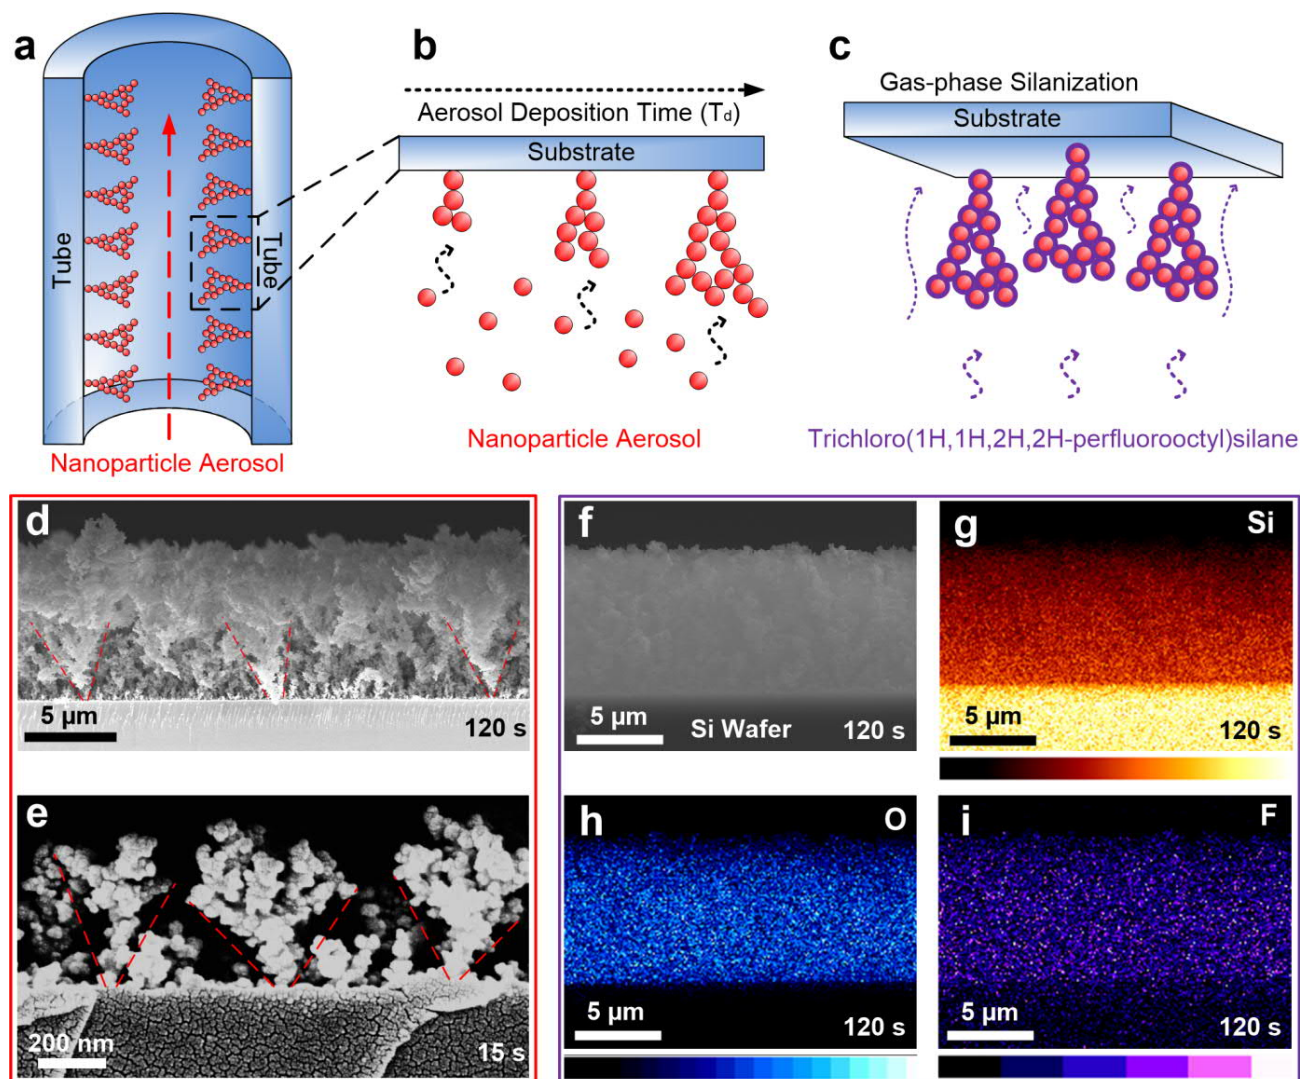 a
Tube
Tube
Nanoparticle Aerosol
b
Aerosol Deposition Time (Td)
Substrate
Nanoparticle Aerosol
c
Gas-phase Silanization
Substrate
Trichloro(1H,1H,2H,2H-perfluorooctyl)silane
d
5 µm
120 s
f
5 µm
Si Wafer
120 s
g
Si
5 µm
120 s
e
200 nm
15 s
h
O
5 µm
120 s
i
F
5 µm
120 s